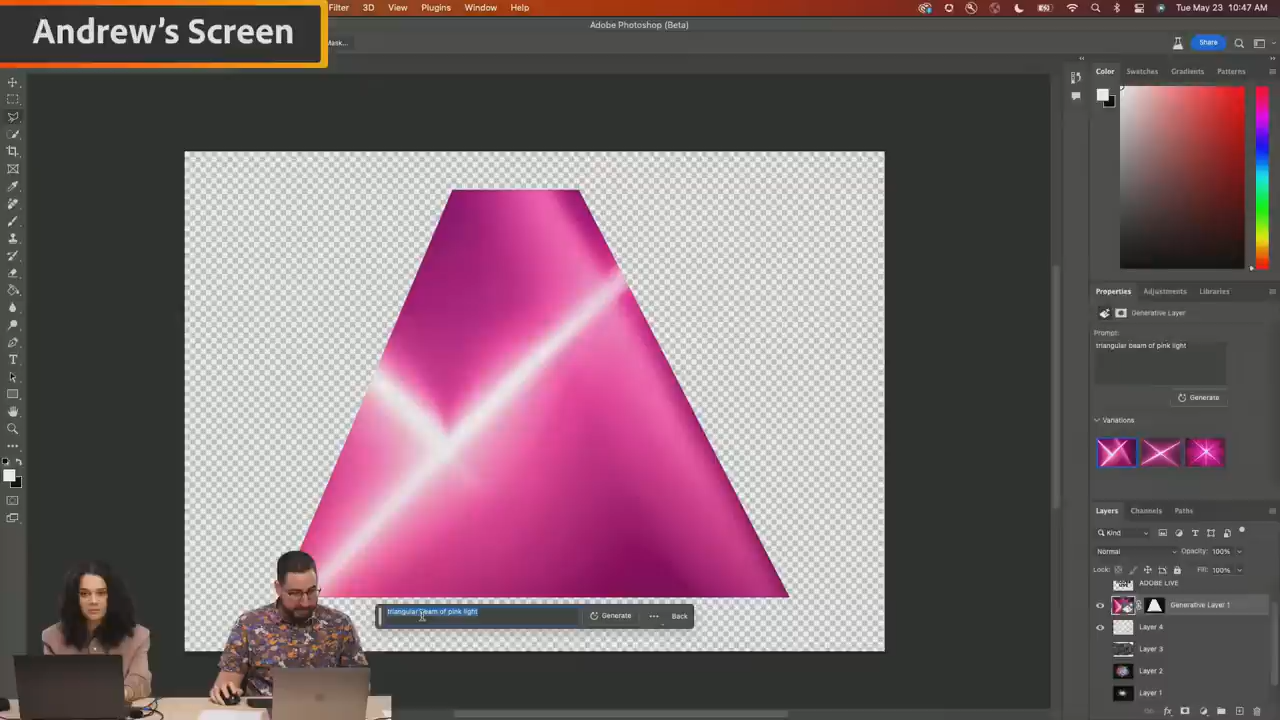 Andrew's Screen
Filter 3D View Plugins Window Help
Tue May 23 10:47 AM
Adobe Photoshop (Beta)
Mask...
Share
Color Swatches Gradients Patterns
Properties Adjustments Libraries
Generative Layer
Prompt:
triangular beam of pink light
Generate
Variations
Layers Channels Paths
Kind
Normal Opacity: 100%
Lock: Fill: 100%
ADOBE LIVE
Generative Layer 1
Layer 4
Layer 3
Layer 2
Layer 1
triangular beam of pink light
Generate ... Back